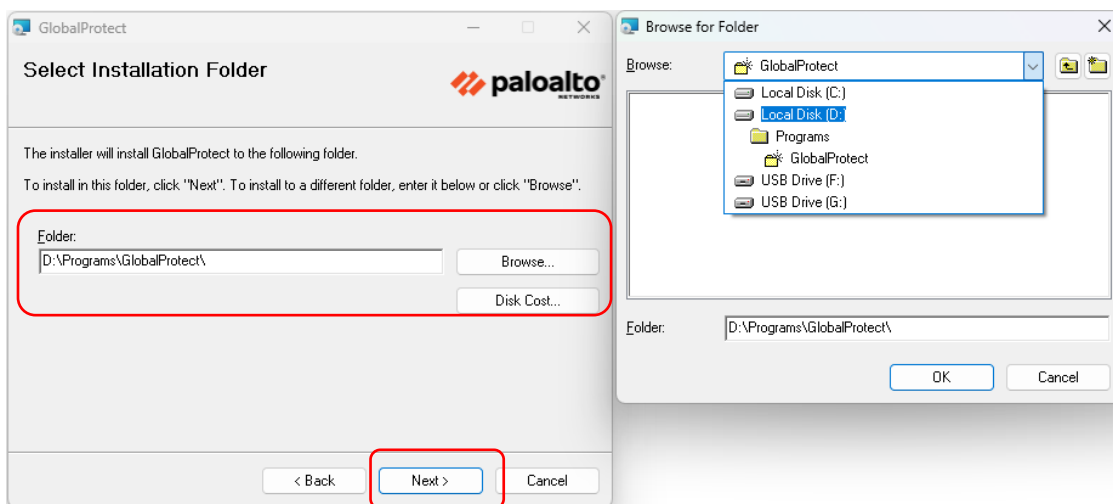 GlobalProtect
Select Installation Folder
paloalto
NETWORKS
The installer will install GlobalProtect to the following folder.
To install in this folder, click "Next". To install to a different folder, enter it below or click "Browse".
Folder:
D:\Programs\GlobalProtect\
Browse...
Disk Cost...
< Back
Next >
Cancel
Browse for Folder
Browse:
GlobalProtect
Local Disk (C:)
Local Disk (D:)
Programs
GlobalProtect
USB Drive (F:)
USB Drive (G:)
Folder:
D:\Programs\GlobalProtect\
OK
Cancel